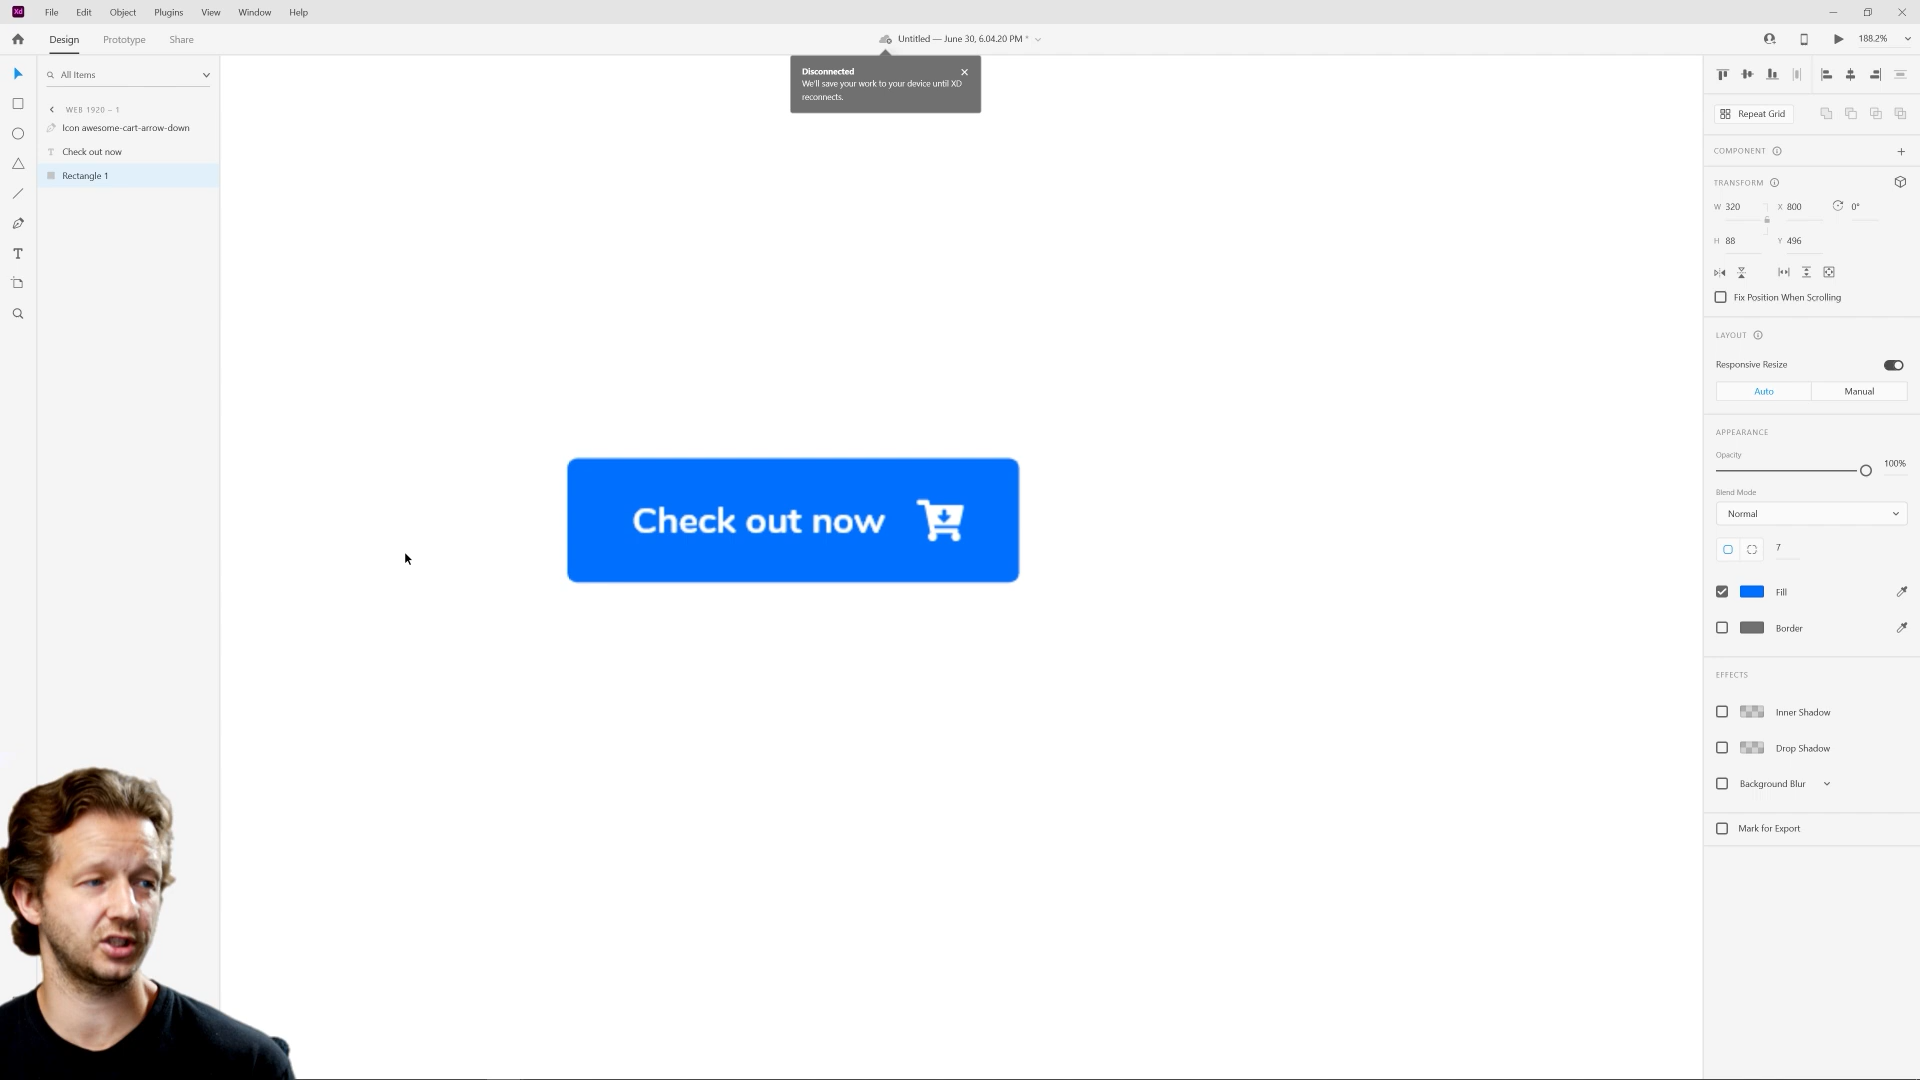 Xd File Edit Object Plugins View Window Help
Design Prototype Share
Untitled — June 30, 6.04.20 PM *
188.2%
Disconnected
We'll save your work to your device until XD
reconnects.
All Items
WEB 1920 – 1
Icon awesome-cart-arrow-down
T Check out now
Rectangle 1
Check out now
Repeat Grid
COMPONENT
TRANSFORM
W 320 X 800 0°
H 88 Y 496
Fix Position When Scrolling
LAYOUT
Responsive Resize
Auto Manual
APPEARANCE
Opacity
100%
Blend Mode
Normal
7
Fill
Border
EFFECTS
Inner Shadow
Drop Shadow
Background Blur
Mark for Export